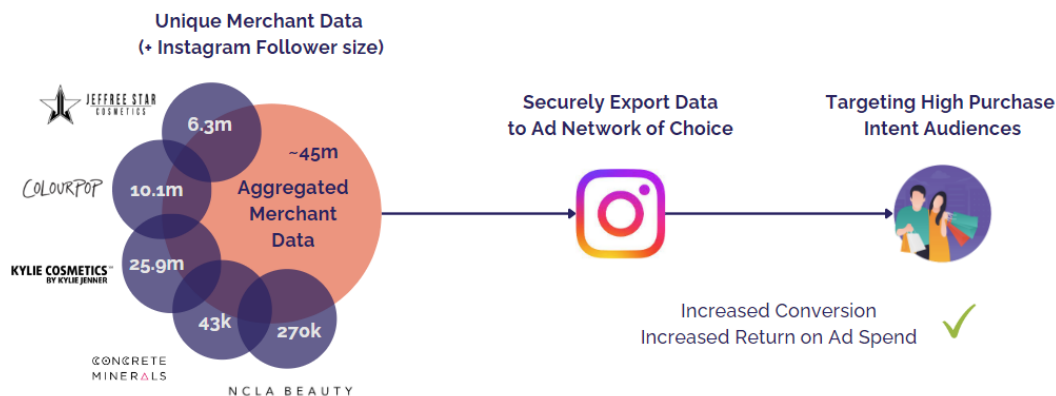 Unique Merchant Data
(+ Instagram Follower size)
JEFFREE STAR
COSMETICS
6.3m
COLOURPOP
10.1m
KYLIE COSMETICS™
BY KYLIE JENNER
25.9m
CONCRETE
MINERALS
43k
NCLA BEAUTY
270k
~45m
Aggregated
Merchant
Data
Securely Export Data
to Ad Network of Choice
Targeting High Purchase
Intent Audiences
Increased Conversion
Increased Return on Ad Spend